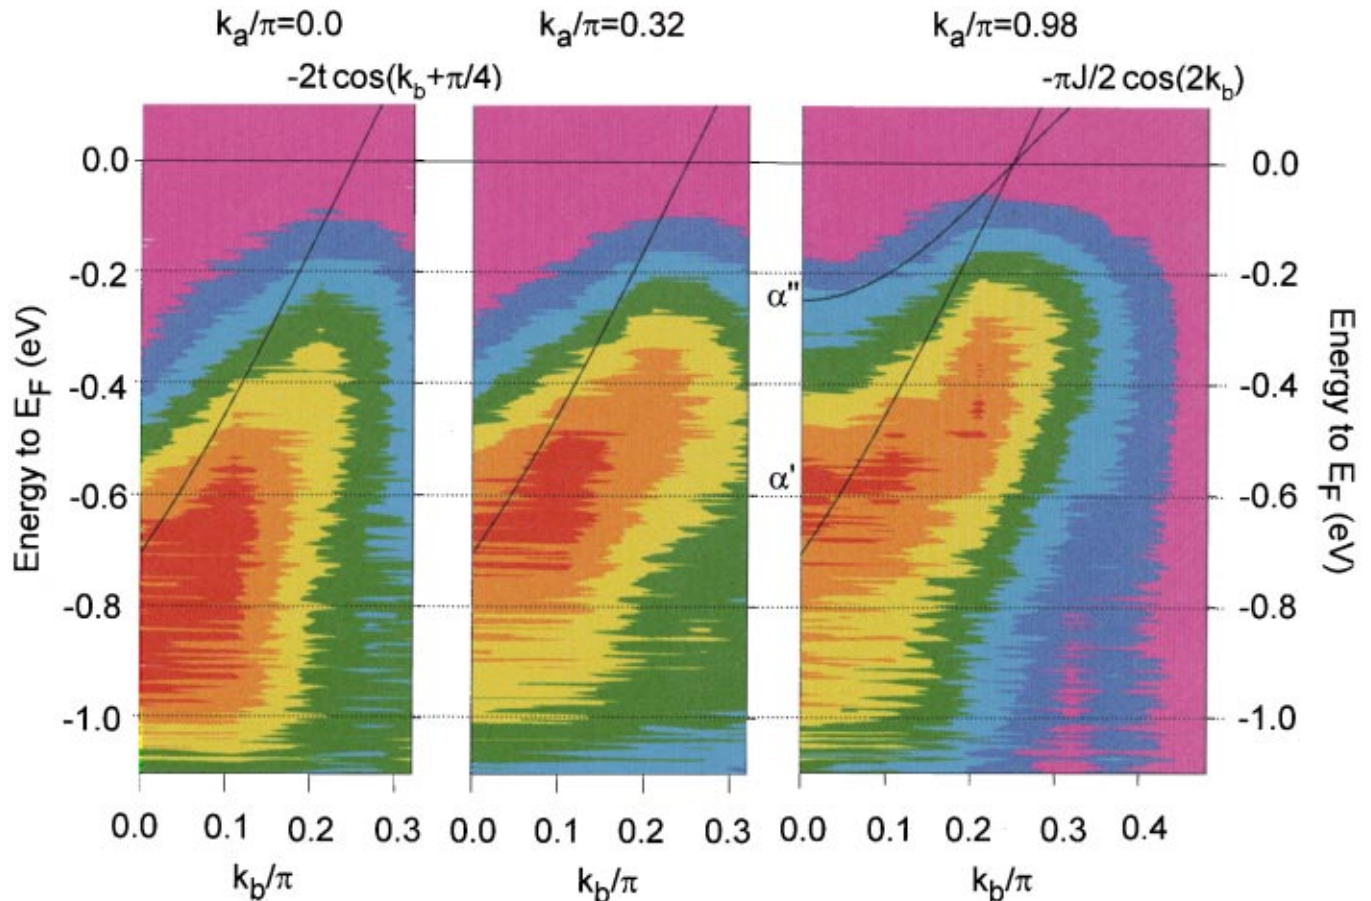 k_a/π=0.0 k_a/π=0.32 k_a/π=0.98
-2t cos(k_b+π/4) -πJ/2 cos(2k_b)
0.0 0.0
-0.2 -0.2
α"
-0.4 -0.4
α'
-0.6 -0.6
-0.8 -0.8
-1.0 -1.0
Energy to E_F (eV)
Energy to E_F (eV)
0.0 0.1 0.2 0.3 0.0 0.1 0.2 0.3 0.0 0.1 0.2 0.3 0.4
k_b/π k_b/π k_b/π